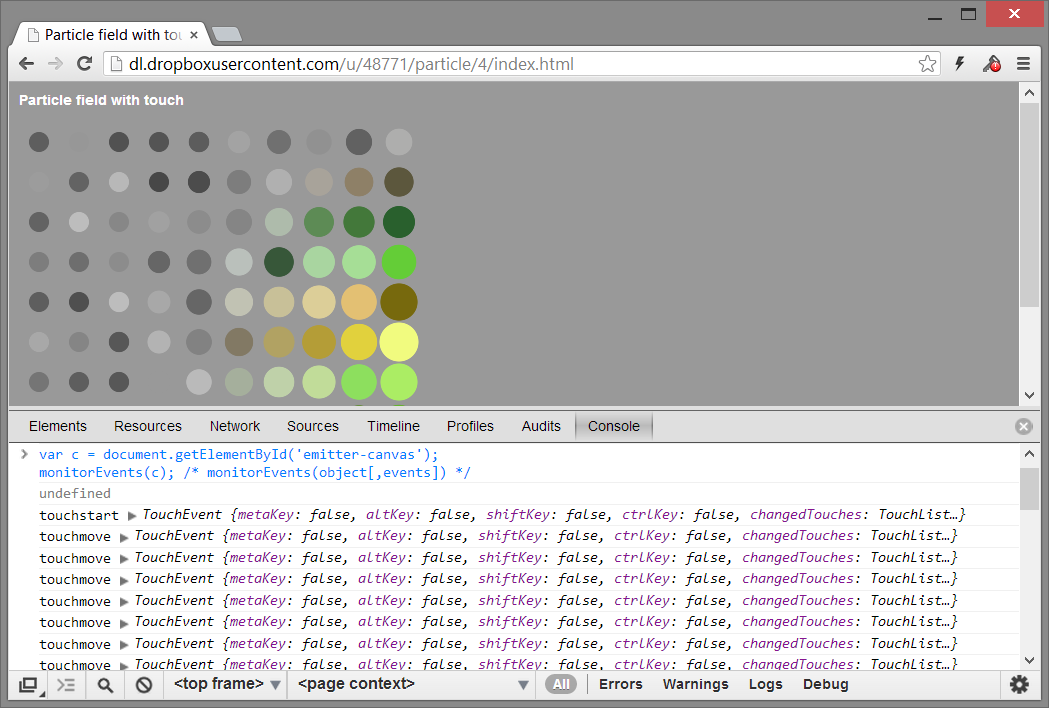 Particle field with tou
dl.dropboxusercontent.com/u/48771/particle/4/index.html
Particle field with touch
Elements Resources Network Sources Timeline Profiles Audits Console
var c = document.getElementById('emitter-canvas');
monitorEvents(c); /* monitorEvents(object[,events]) */
undefined
touchstart TouchEvent {metaKey: false, altKey: false, shiftKey: false, ctrlKey: false, changedTouches: TouchList…}
touchmove TouchEvent {metaKey: false, altKey: false, shiftKey: false, ctrlKey: false, changedTouches: TouchList…}
touchmove TouchEvent {metaKey: false, altKey: false, shiftKey: false, ctrlKey: false, changedTouches: TouchList…}
touchmove TouchEvent {metaKey: false, altKey: false, shiftKey: false, ctrlKey: false, changedTouches: TouchList…}
touchmove TouchEvent {metaKey: false, altKey: false, shiftKey: false, ctrlKey: false, changedTouches: TouchList…}
touchmove TouchEvent {metaKey: false, altKey: false, shiftKey: false, ctrlKey: false, changedTouches: TouchList…}
touchmove TouchEvent {metaKey: false, altKey: false, shiftKey: false, ctrlKey: false, changedTouches: TouchList…}
touchmove TouchEvent {metaKey: false, altKey: false, shiftKey: false, ctrlKey: false, changedTouches: TouchList…}
<top frame> <page context> All Errors Warnings Logs Debug